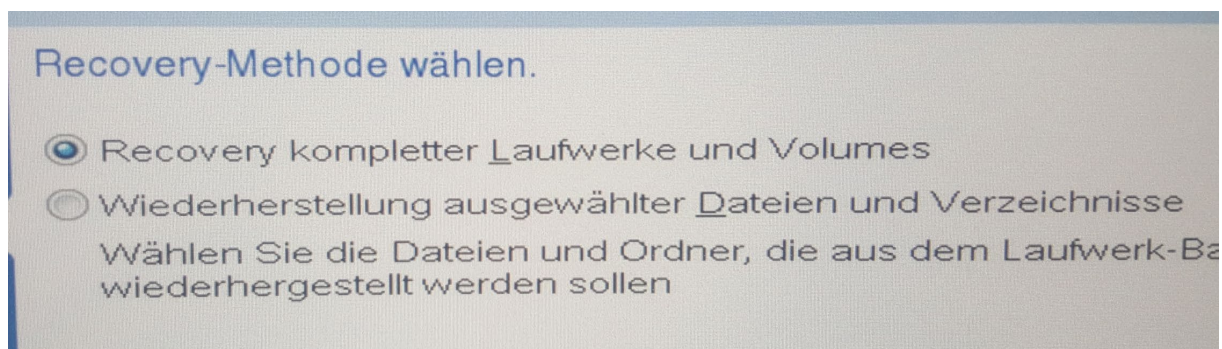 Recovery-Methode wählen.
Recovery kompletter Laufwerke und Volumes
Wiederherstellung ausgewählter Dateien und Verzeichnisse
Wählen Sie die Dateien und Ordner, die aus dem Laufwerk-Ba
wiederhergestellt werden sollen